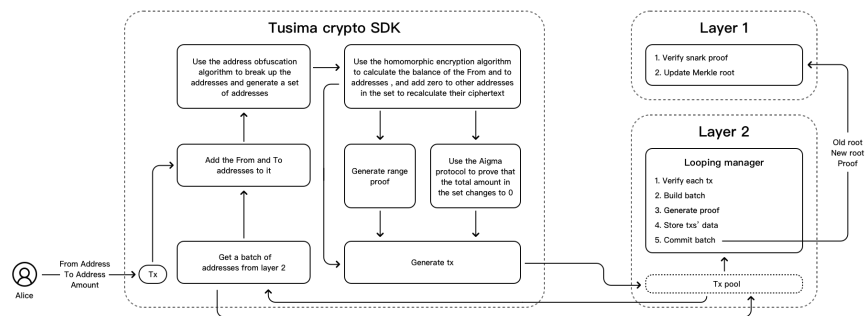 Tusima crypto SDK
Use the address obfuscation
algorithm to break up the
addresses and generate a set
of addresses
Use the homomorphic encryption algorithm
to calculate the balance of the From and to
addresses , and add zero to other addresses
in the set to recalculate their ciphertext
Add the From and To
addresses to it
Generate range
proof
Use the Aigma
protocol to prove that
the total amount in
the set changes to 0
Get a batch of
addresses from layer 2
Generate tx
Alice
From Address
To Address
Amount
Tx
Layer 1
1. Verify snark proof
2. Update Merkle root
Layer 2
Looping manager
1. Verify each tx
2. Build batch
3. Generate proof
4. Store txs' data
5. Commit batch
Tx pool
Old root
New root
Proof